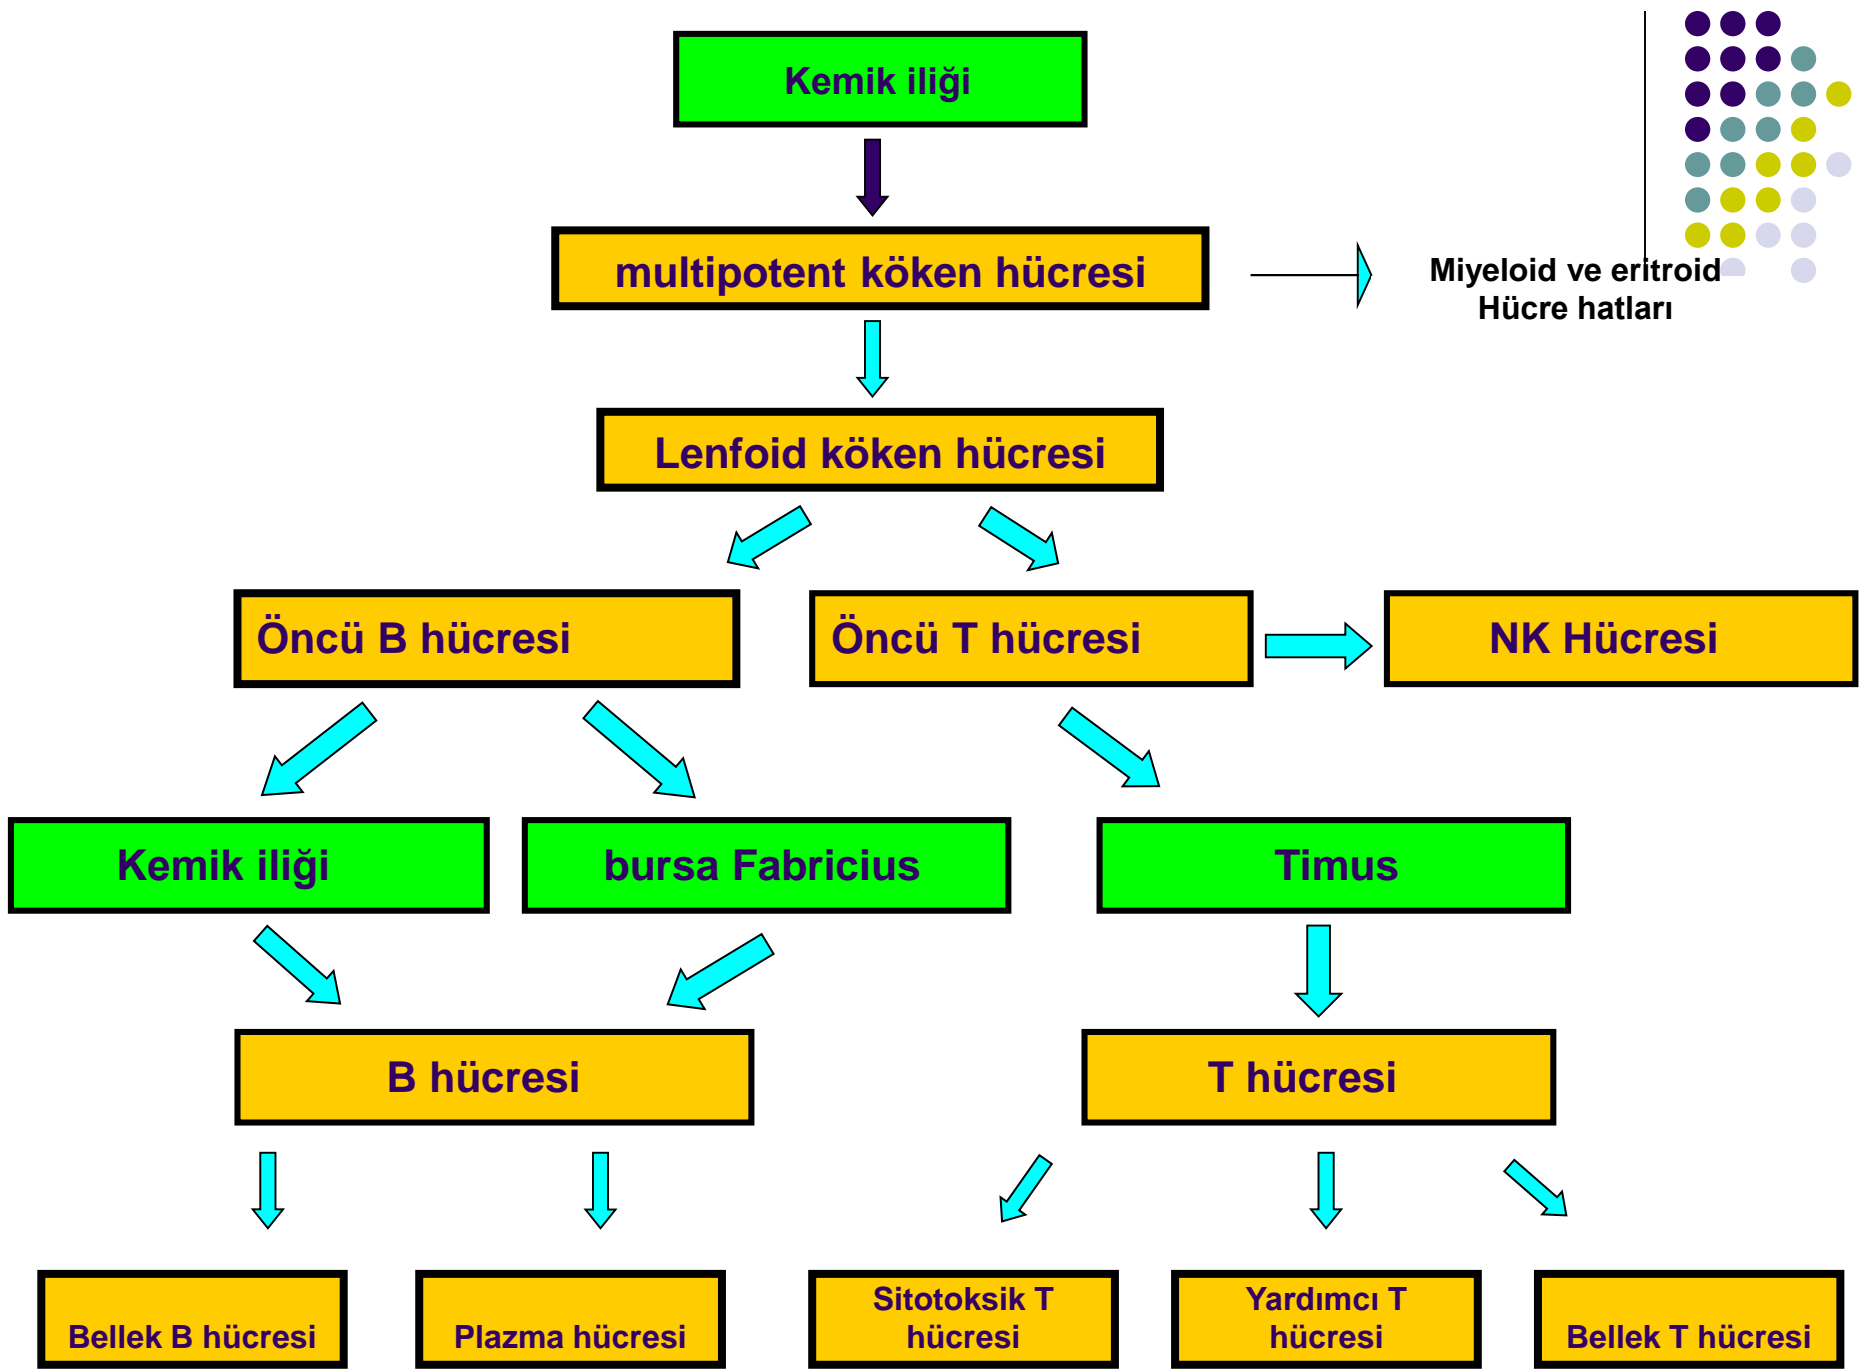 Kemik iliği
multipotent köken hücresi
Miyeloid ve eritroid
Hücre hatları
Lenfoid köken hücresi
Öncü B hücresi
Öncü T hücresi
NK Hücresi
Kemik iliği
bursa Fabricius
Timus
B hücresi
T hücresi
Bellek B hücresi
Plazma hücresi
Sitotoksik T
hücresi
Yardımcı T
hücresi
Bellek T hücresi